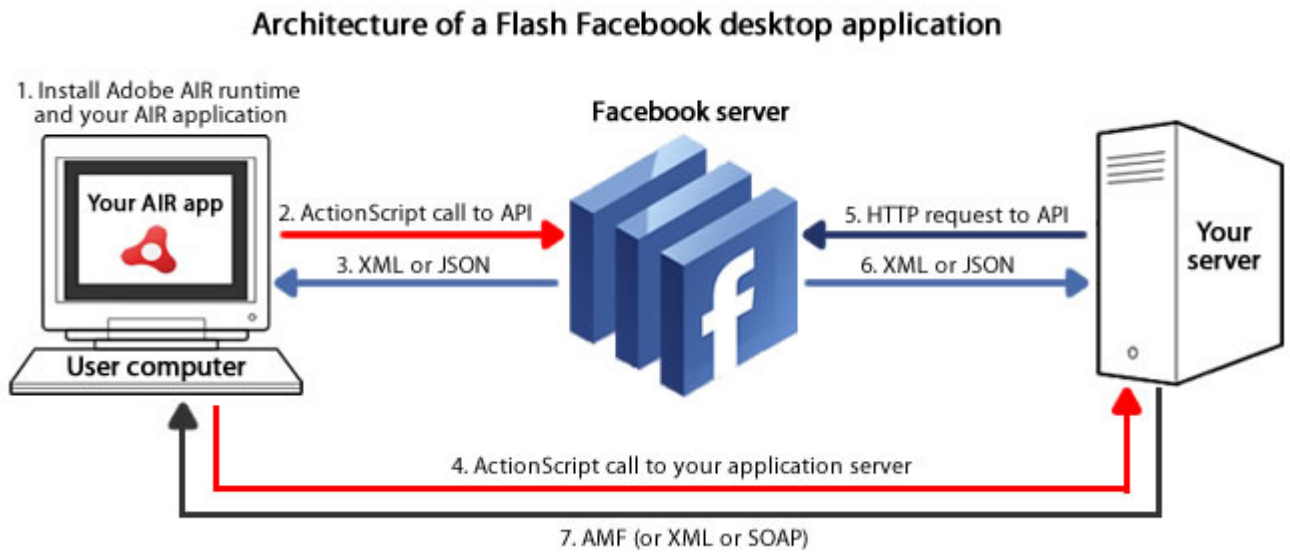 Architecture of a Flash Facebook desktop application
1. Install Adobe AIR runtime
and your AIR application
Facebook server
Your AIR app
2. ActionScript call to API
5. HTTP request to API
Your
server
3. XML or JSON
6. XML or JSON
f
User computer
4. ActionScript call to your application server
7. AMF (or XML or SOAP)